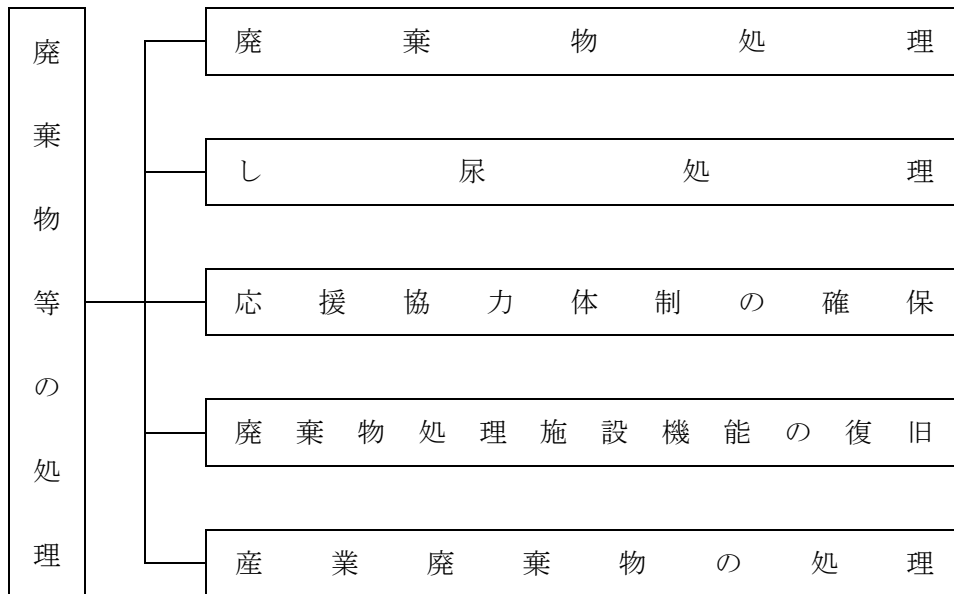 廃棄物等の処理
廃棄物処理
し尿処理
応援協力体制の確保
廃棄物処理施設機能の復旧
産業廃棄物の処理